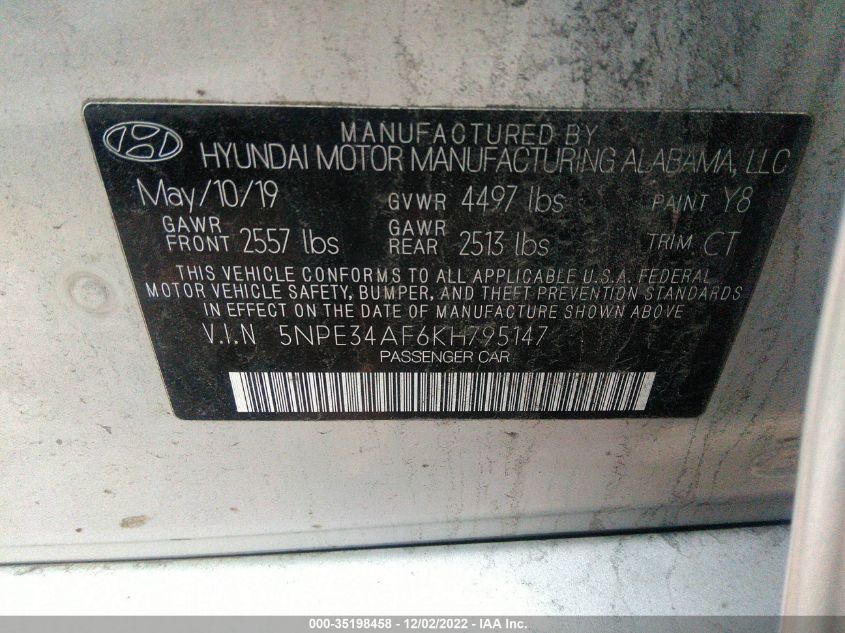 MANUFACTURED BY
HYUNDAI MOTOR MANUFACTURING ALABAMA, LLC
May/10/19 GVWR 4497 lbs PAINT Y8
GAWR FRONT 2557 lbs GAWR REAR 2513 lbs TRIM CT
THIS VEHICLE CONFORMS TO ALL APPLICABLE U.S.A. FEDERAL
MOTOR VEHICLE SAFETY, BUMPER, AND THEFT PREVENTION STANDARDS
IN EFFECT ON THE DATE OF MANUFACTURE SHOWN ABOVE.
V.I.N 5NPE34AF6KH795147
PASSENGER CAR
000-35198458 - 12/02/2022 - IAA Inc.